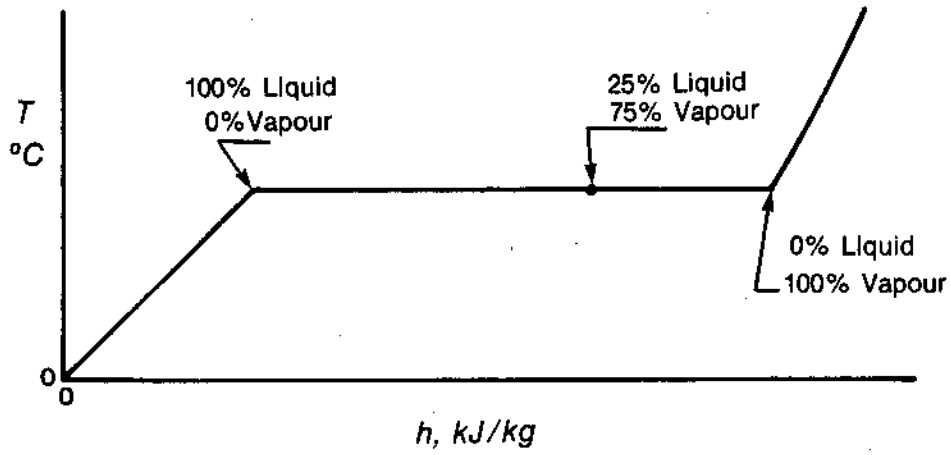 T
°C
100% Liquid
0% Vapour
25% Liquid
75% Vapour
0% Liquid
100% Vapour
0
0
h, kJ/kg